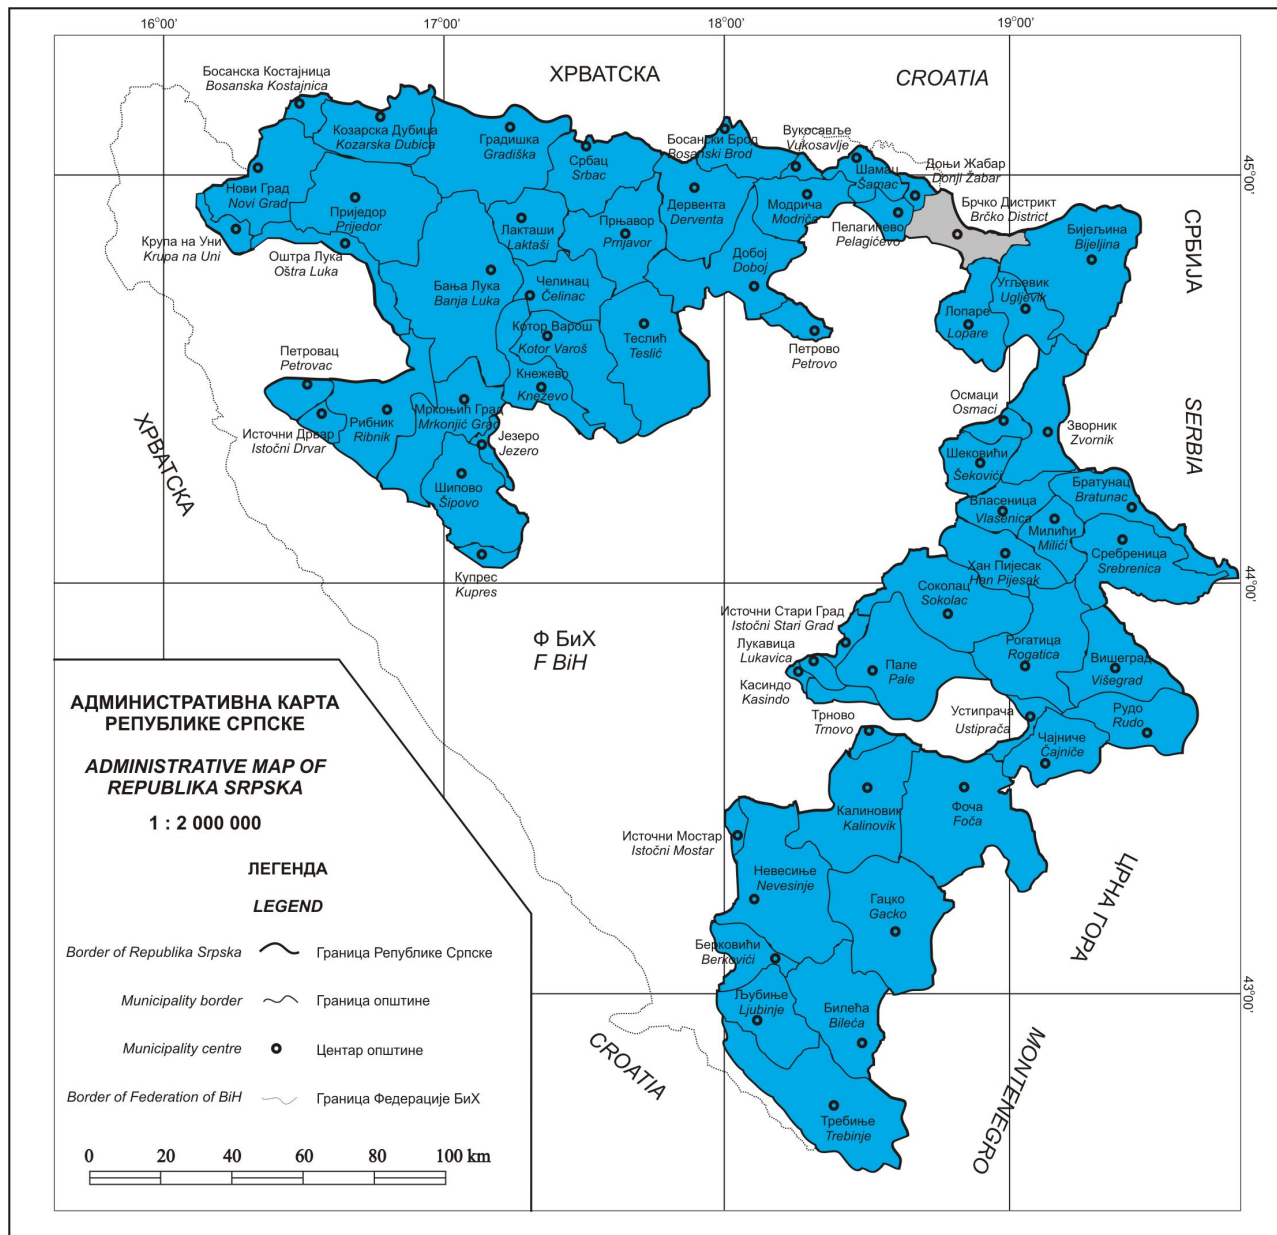 16°00'
17°00'
18°00'
19°00'
ХРВАТСКА
CROATIA
Босанска Костајница
Bosanska Kostajnica
Козарска Дубица
Kozarska Dubica
Градишка
Gradiška
Србац
Srbac
Босански Брод
Bosanski Brod
Вукосавље
Vukosavlje
Шамац
Šamac
Доњи Жабар
Donji Žabar
45°00'
Нови Град
Novi Grad
Приједор
Prijedor
Лакташи
Laktaši
Прњавор
Prnjavor
Дервента
Derventa
Модрича
Modriča
Пелагићево
Pelagićevo
Брчко Дистрикт
Brčko District
Бијељина
Bijeljina
СРБИЈА
Крупа на Уни
Krupa na Uni
Оштра Лука
Oštra Luka
Бања Лука
Banja Luka
Челинац
Čelinac
Добој
Doboj
Угљевик
Ugljevik
Лопаре
Lopare
Котор Варош
Kotor Varoš
Теслић
Teslić
Петрово
Petrovo
Петровац
Petrovac
Кнежево
Kneževo
Осмаци
Osmaci
Зворник
Zvornik
SERBIA
ХРВАТСКА
Источни Дрвар
Istočni Drvar
Рибник
Ribnik
Мркоњић Град
Mrkonjić Grad
Језеро
Jezero
Шипово
Šipovo
Шековићи
Šekovići
Братунац
Bratunac
Власеница
Vlasenica
Милићи
Milići
Сребреница
Srebrenica
Хан Пијесак
Han Pijesak
Купрес
Kupres
44°00'
Соколац
Sokolac
Источни Стари Град
Istočni Stari Grad
Ф БиХ
F BiH
Лукавица
Lukavica
Касиндо
Kasindo
Пале
Pale
Рогатица
Rogatica
Вишеград
Višegrad
Трново
Trnovo
Устипрача
Ustiprača
Рудо
Rudo
Чајниче
Čajniče
Калиновик
Kalinovik
Фоча
Foča
Источни Мостар
Istočni Mostar
Невесиње
Nevesinje
Гацко
Gacko
ЦРНА ГОРА
Берковићи
Berkovići
Љубиње
Ljubinje
Билећа
Bileća
43°00'
CROATIA
MONTENEGRO
Требиње
Trebinje
АДМИНИСТРАТИВНА КАРТА
РЕПУБЛИКЕ СРПСКЕ
ADMINISTRATIVE MAP OF
REPUBLIKA SRPSKA
1 : 2 000 000
ЛЕГЕНДА
LEGEND
Border of Republika Srpska Граница Републике Српске
Municipality border Граница општине
Municipality centre Центар општине
Border of Federation of BiH Граница Федерације БиХ
0 20 40 60 80 100 km